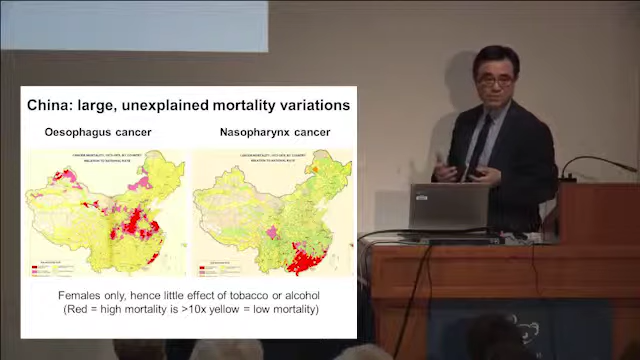 China: large, unexplained mortality variations
Oesophagus cancer
Nasopharynx cancer
Females only, hence little effect of tobacco or alcohol
(Red = high mortality is >10x yellow = low mortality)